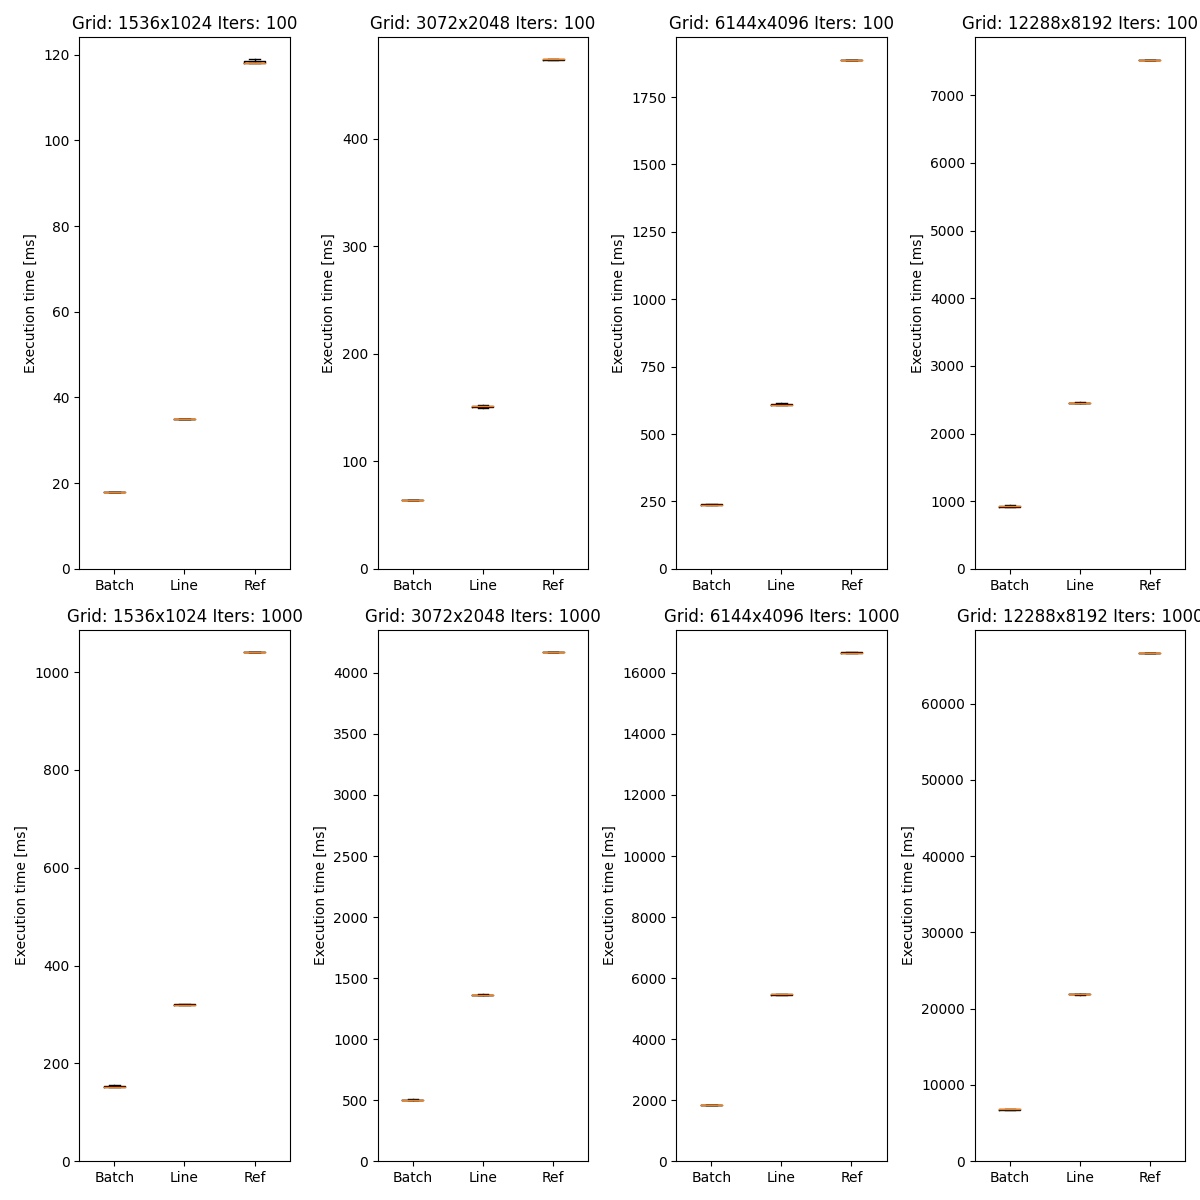 Grid: 1536x1024 Iters: 100
120
100
80
60
40
20
0
Execution time [ms]
Batch Line Ref
Grid: 3072x2048 Iters: 100
400
300
200
100
0
Execution time [ms]
Batch Line Ref
Grid: 6144x4096 Iters: 100
1750
1500
1250
1000
750
500
250
0
Execution time [ms]
Batch Line Ref
Grid: 12288x8192 Iters: 100
7000
6000
5000
4000
3000
2000
1000
0
Execution time [ms]
Batch Line Ref
Grid: 1536x1024 Iters: 1000
1000
800
600
400
200
0
Execution time [ms]
Batch Line Ref
Grid: 3072x2048 Iters: 1000
4000
3500
3000
2500
2000
1500
1000
500
0
Execution time [ms]
Batch Line Ref
Grid: 6144x4096 Iters: 1000
16000
14000
12000
10000
8000
6000
4000
2000
0
Execution time [ms]
Batch Line Ref
Grid: 12288x8192 Iters: 1000
60000
50000
40000
30000
20000
10000
0
Execution time [ms]
Batch Line Ref